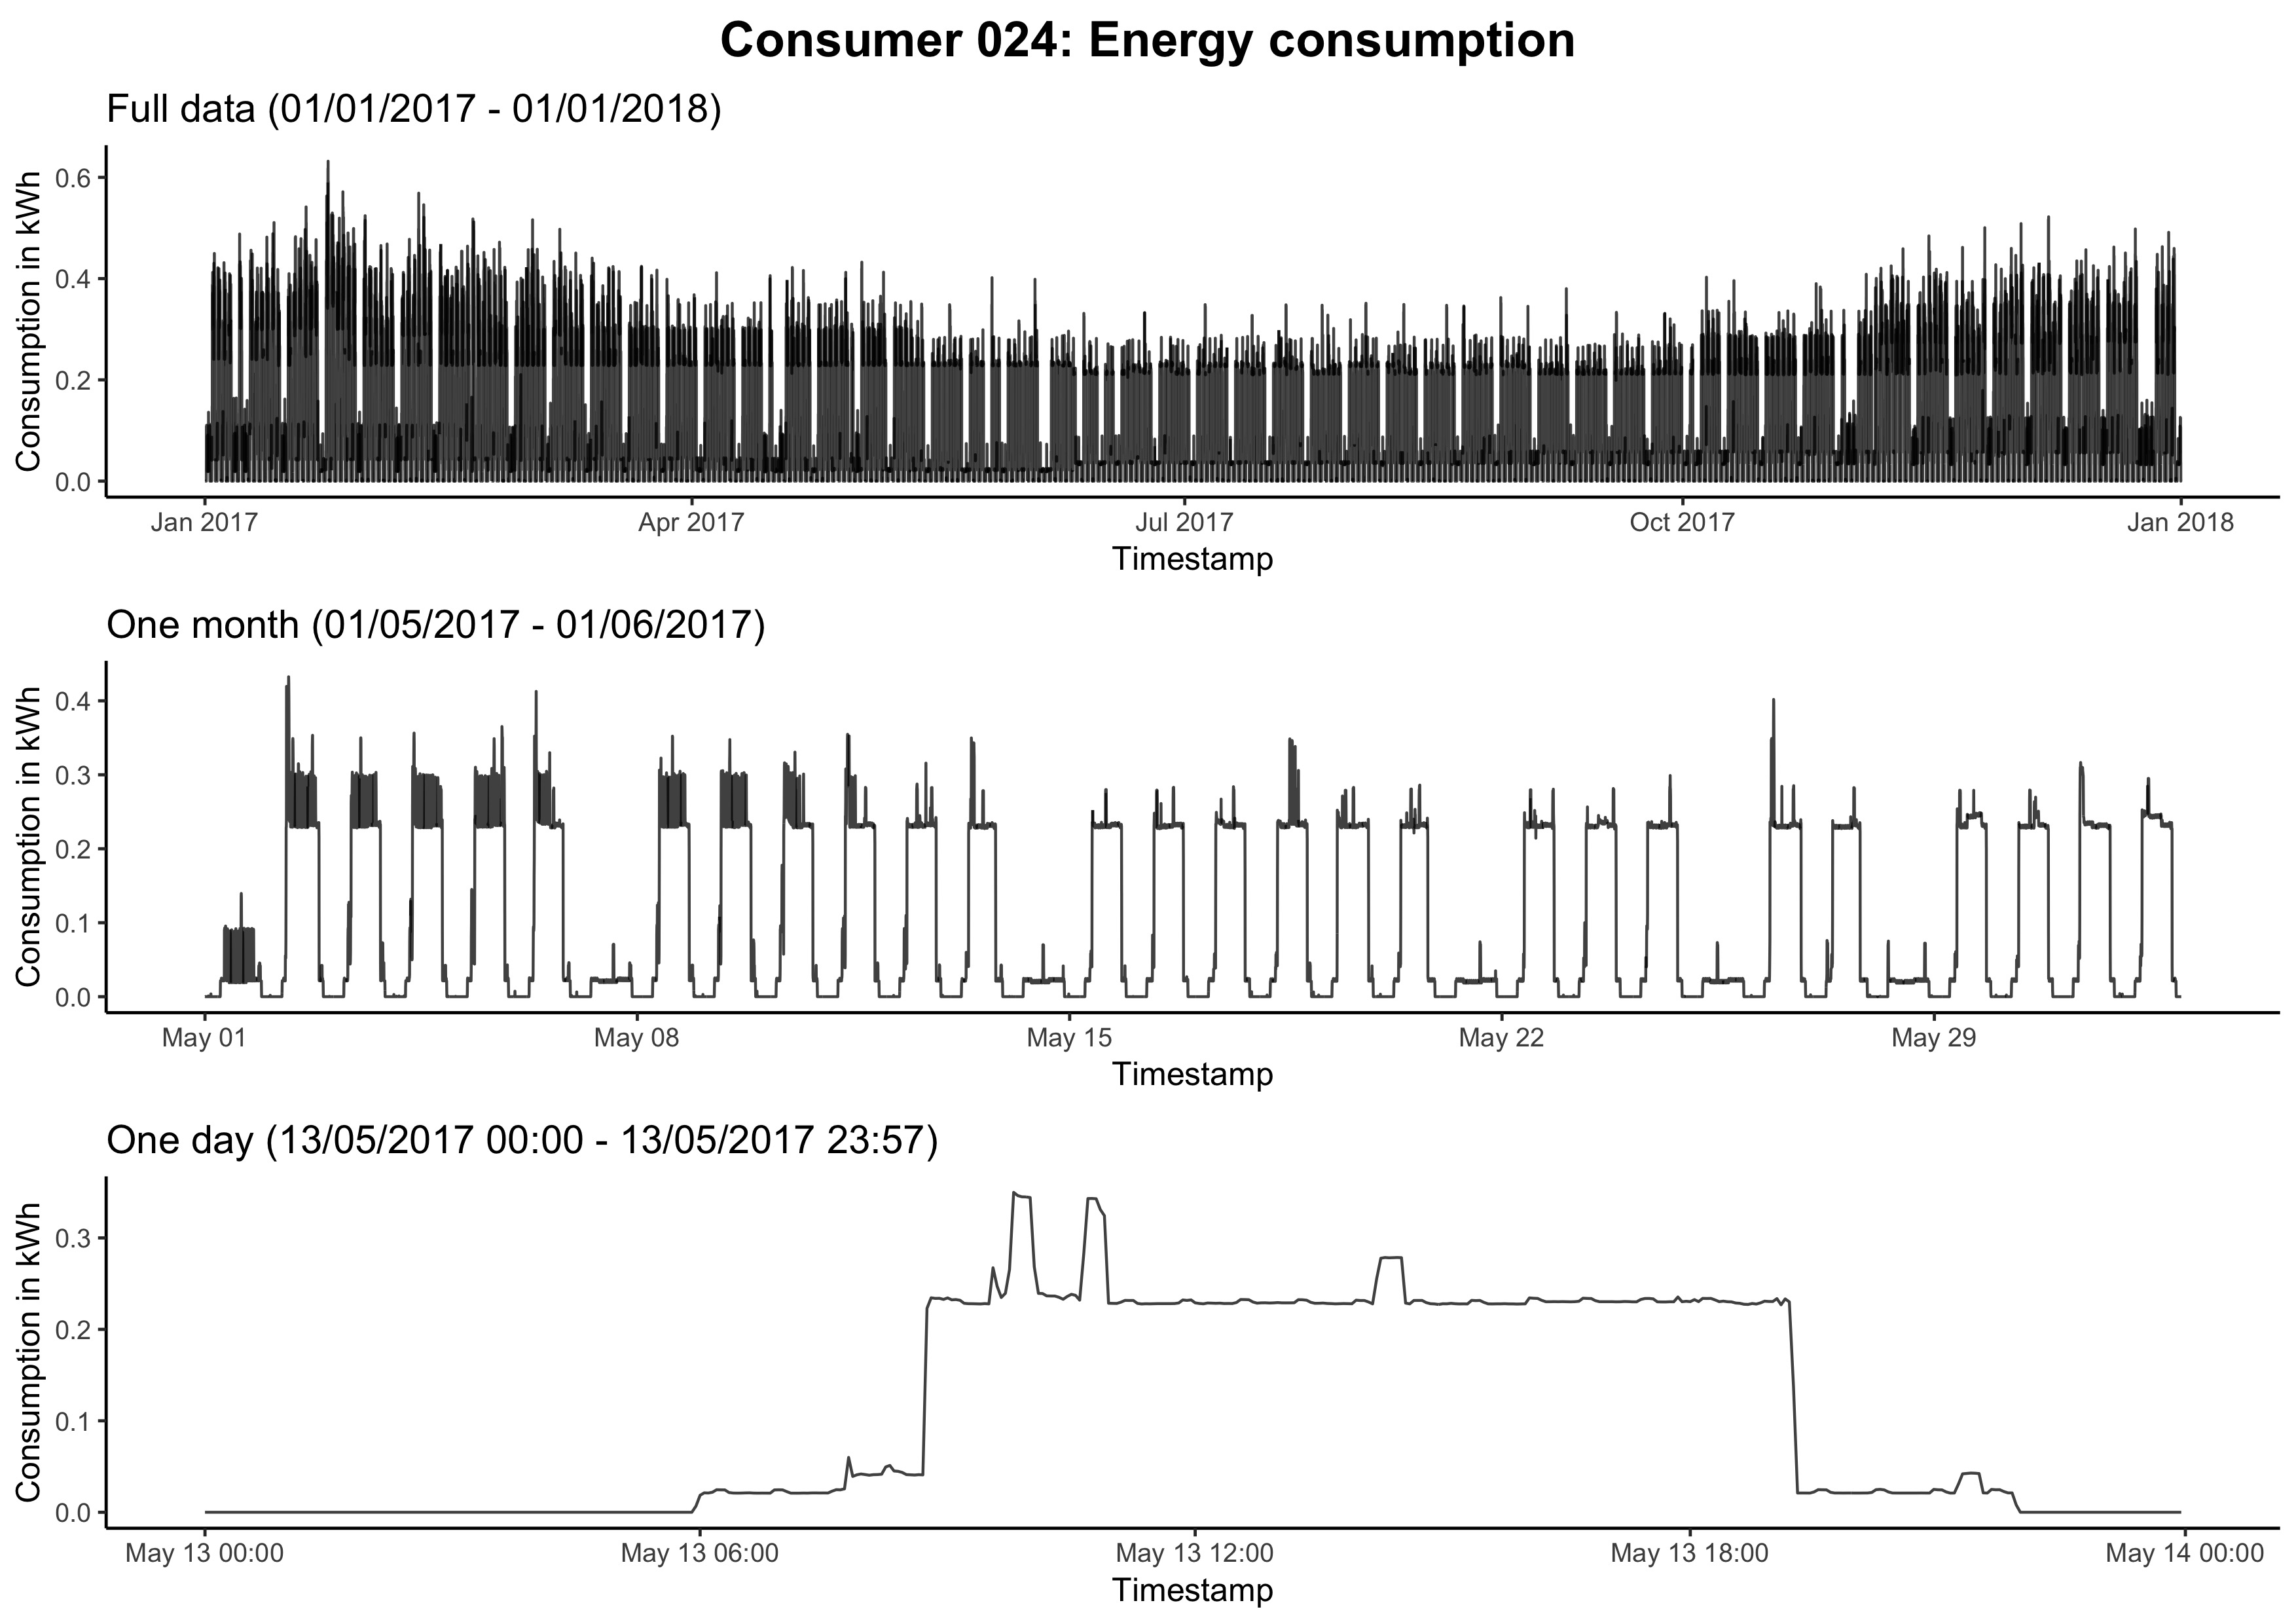 Consumer 024: Energy consumption
Full data (01/01/2017 - 01/01/2018)
Consumption in kWh
0.6
0.4
0.2
0.0
Jan 2017 Apr 2017 Jul 2017 Oct 2017 Jan 2018
Timestamp
One month (01/05/2017 - 01/06/2017)
Consumption in kWh
0.4
0.3
0.2
0.1
0.0
May 01 May 08 May 15 May 22 May 29
Timestamp
One day (13/05/2017 00:00 - 13/05/2017 23:57)
Consumption in kWh
0.3
0.2
0.1
0.0
May 13 00:00 May 13 06:00 May 13 12:00 May 13 18:00 May 14 00:00
Timestamp